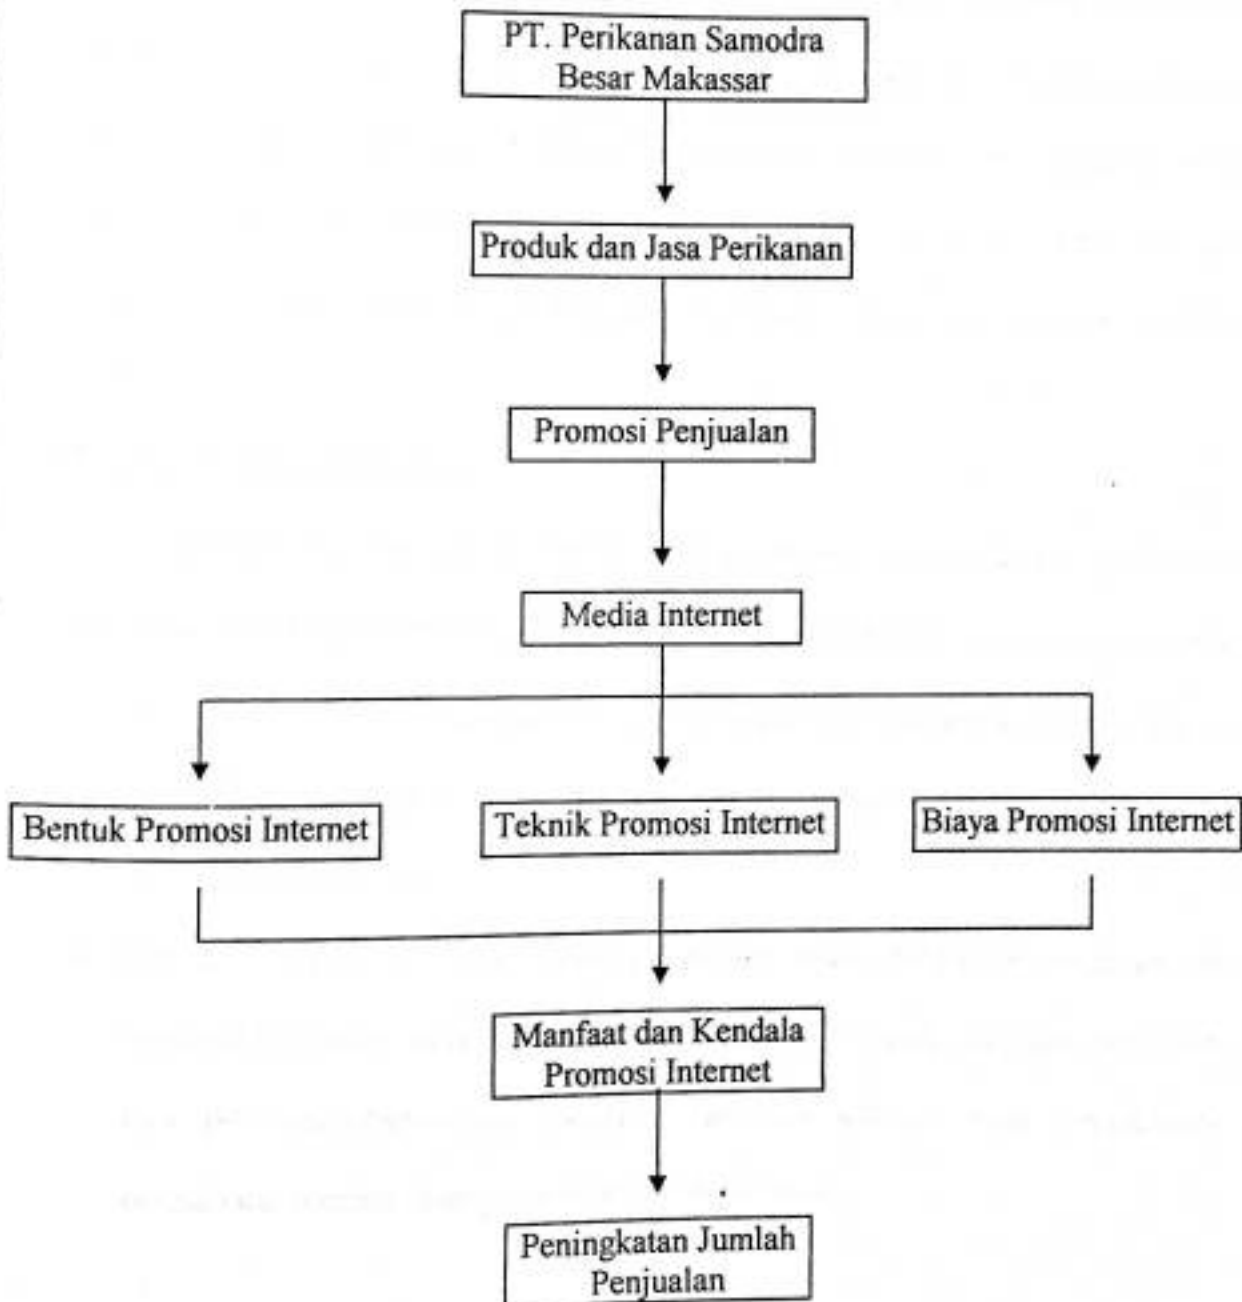 PT. Perikanan Samodra
Besar Makassar
Produk dan Jasa Perikanan
Promosi Penjualan
Media Internet
Bentuk Promosi Internet
Teknik Promosi Internet
Biaya Promosi Internet
Manfaat dan Kendala
Promosi Internet
Peningkatan Jumlah
Penjualan